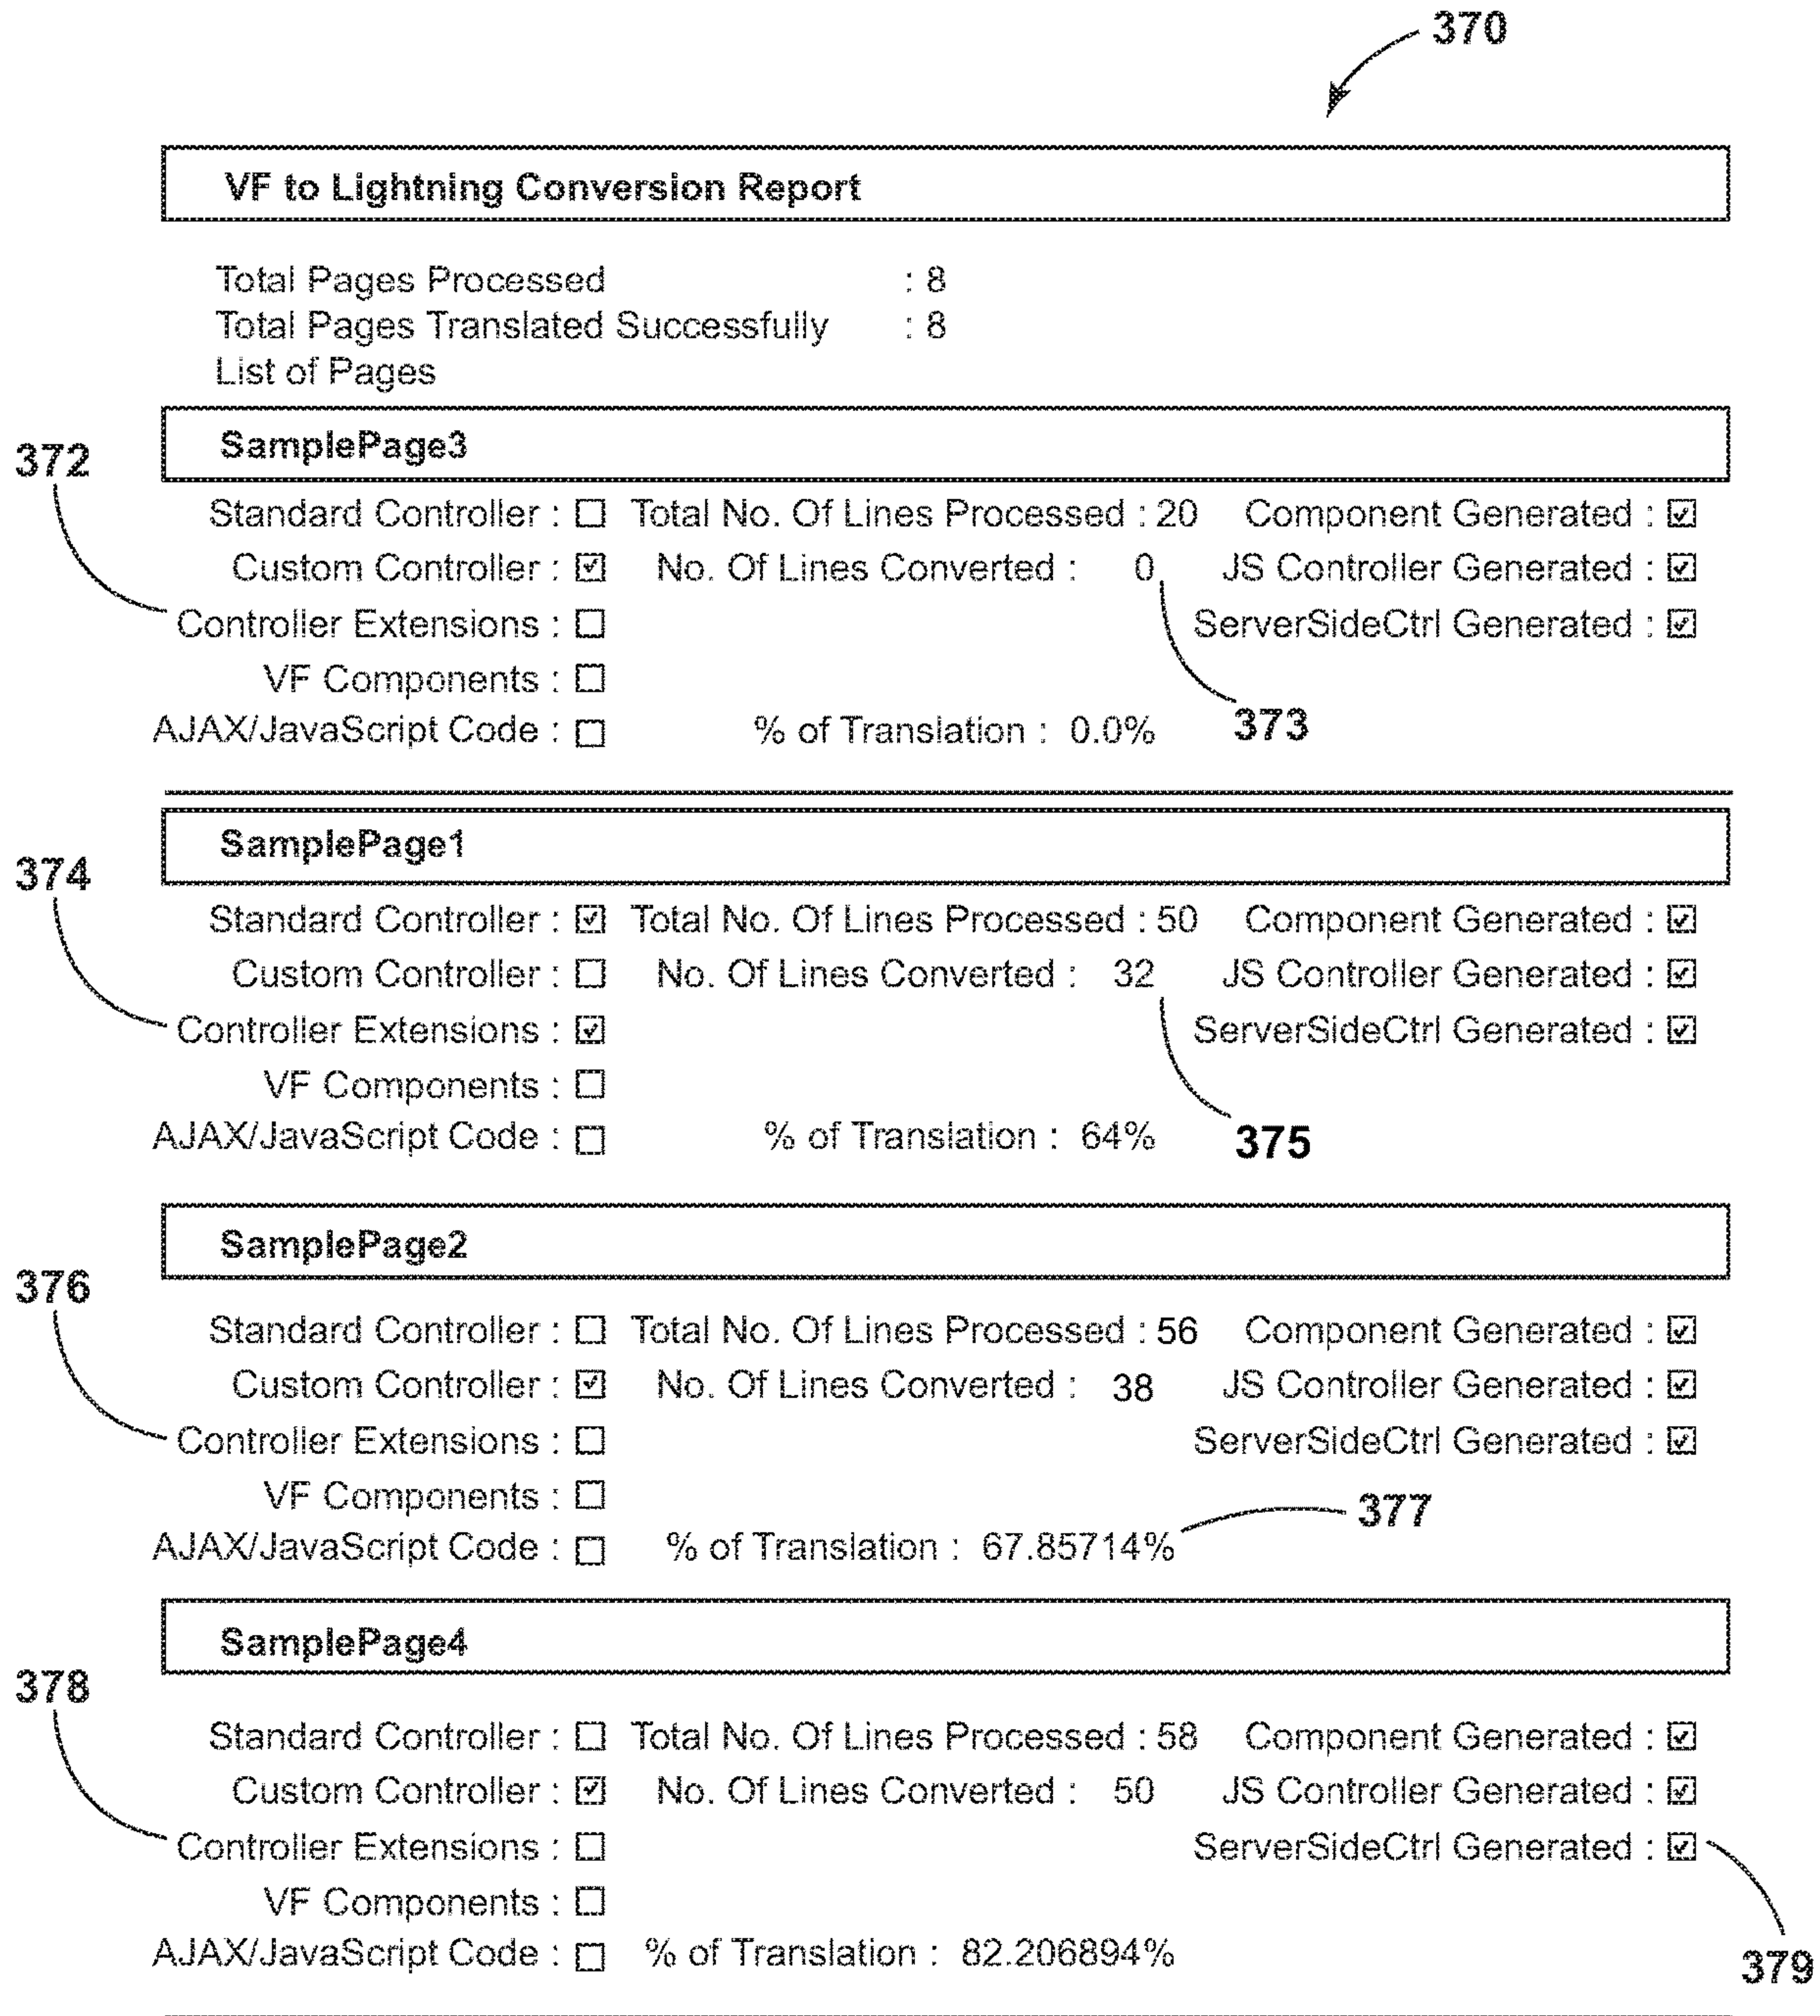 370
VF to Lightning Conversion Report
Total Pages Processed : 8
Total Pages Translated Successfully : 8
List of Pages
SamplePage3
372
Standard Controller : ☐ Total No. Of Lines Processed : 20 Component Generated : ☑
Custom Controller : ☑ No. Of Lines Converted : 0 JS Controller Generated : ☑
Controller Extensions : ☐ ServerSideCtrl Generated : ☑
VF Components : ☐
AJAX/JavaScript Code : ☐ % of Translation : 0.0% 373
SamplePage1
374
Standard Controller : ☑ Total No. Of Lines Processed : 50 Component Generated : ☑
Custom Controller : ☐ No. Of Lines Converted : 32 JS Controller Generated : ☑
Controller Extensions : ☑ ServerSideCtrl Generated : ☑
VF Components : ☐
AJAX/JavaScript Code : ☐ % of Translation : 64% 375
SamplePage2
376
Standard Controller : ☐ Total No. Of Lines Processed : 56 Component Generated : ☑
Custom Controller : ☑ No. Of Lines Converted : 38 JS Controller Generated : ☑
Controller Extensions : ☐ ServerSideCtrl Generated : ☑
VF Components : ☐ 377
AJAX/JavaScript Code : ☐ % of Translation : 67.85714%
SamplePage4
378
Standard Controller : ☐ Total No. Of Lines Processed : 58 Component Generated : ☑
Custom Controller : ☑ No. Of Lines Converted : 50 JS Controller Generated : ☑
Controller Extensions : ☐ ServerSideCtrl Generated : ☑
VF Components : ☐
AJAX/JavaScript Code : ☐ % of Translation : 82.206894% 379